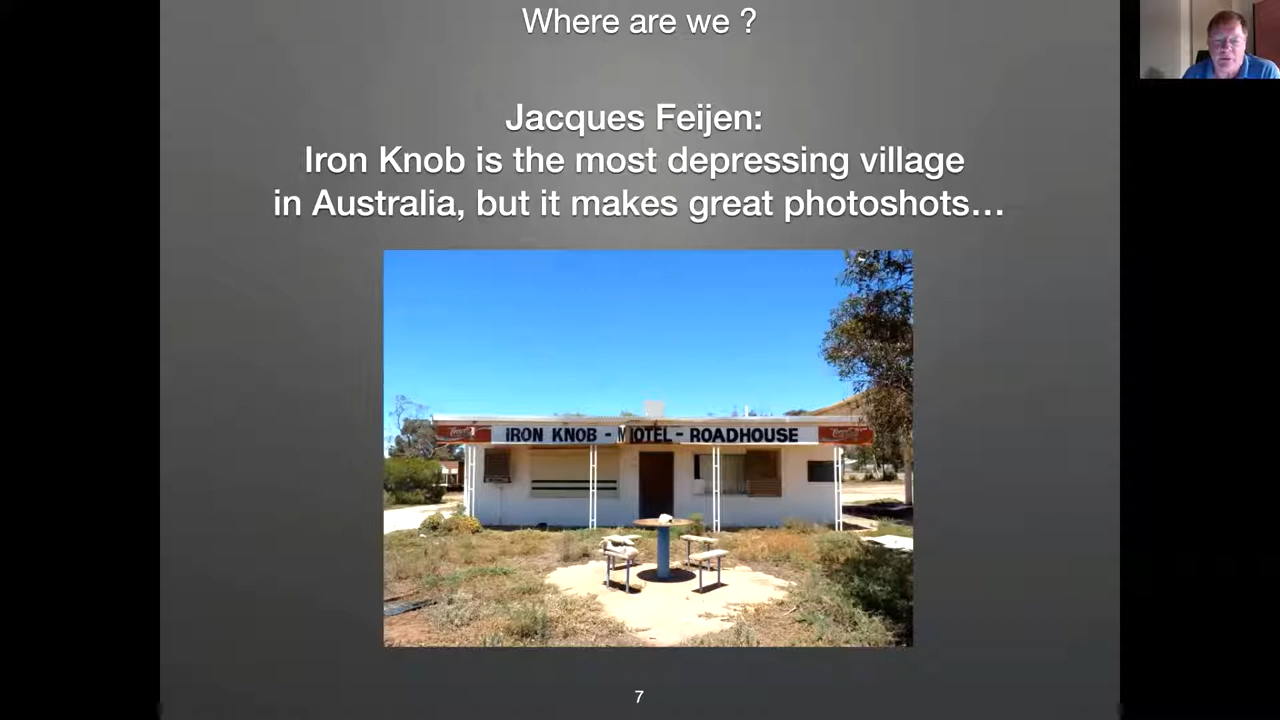 Where are we ?
Jacques Feijen:
Iron Knob is the most depressing village
in Australia, but it makes great photoshots…
IRON KNOB - MOTEL - ROADHOUSE
7